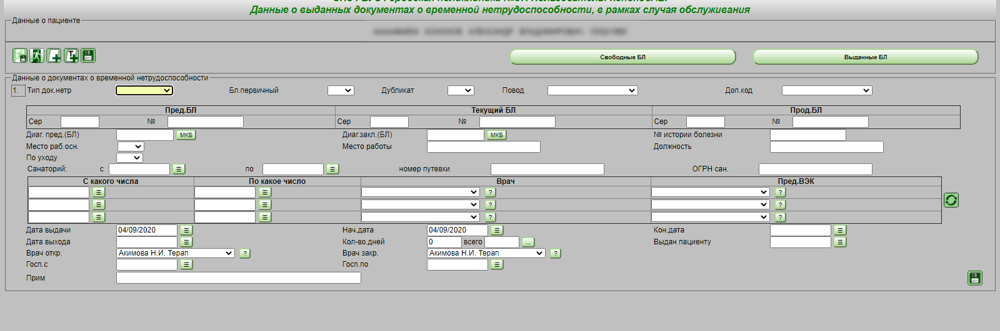 Данные о выданных документах о временной нетрудоспособности, в рамках случая обслуживания
Данные о пациенте
Свободные БЛ Выданные БЛ
Данные о документах о временной нетрудоспособности
1. Тип док.нетр Бл.первичный Дубликат Повод Доп.код
Пред.БЛ Текущий БЛ Прод.БЛ
Сер № Сер № Сер №
Диаг. пред.(БЛ) МКБ Диаг.закл.(БЛ) МКБ № истории болезни
Место раб.осн. Место работы Должность
По уходу
Санаторий: с по номер путевки ОГРН сан.
С какого числа По какое число Врач Пред.ВЭК
? ?
? ?
? ?
Дата выдачи 04/09/2020 Нач.дата 04/09/2020 Кон.дата
Дата выхода Кол-во.дней 0 всего ... Выдан пациенту
Врач откр. Акимова Н.И. Терап ? Врач закр. Акимова Н.И. Терап ?
Госп.с Госп.по
Прим